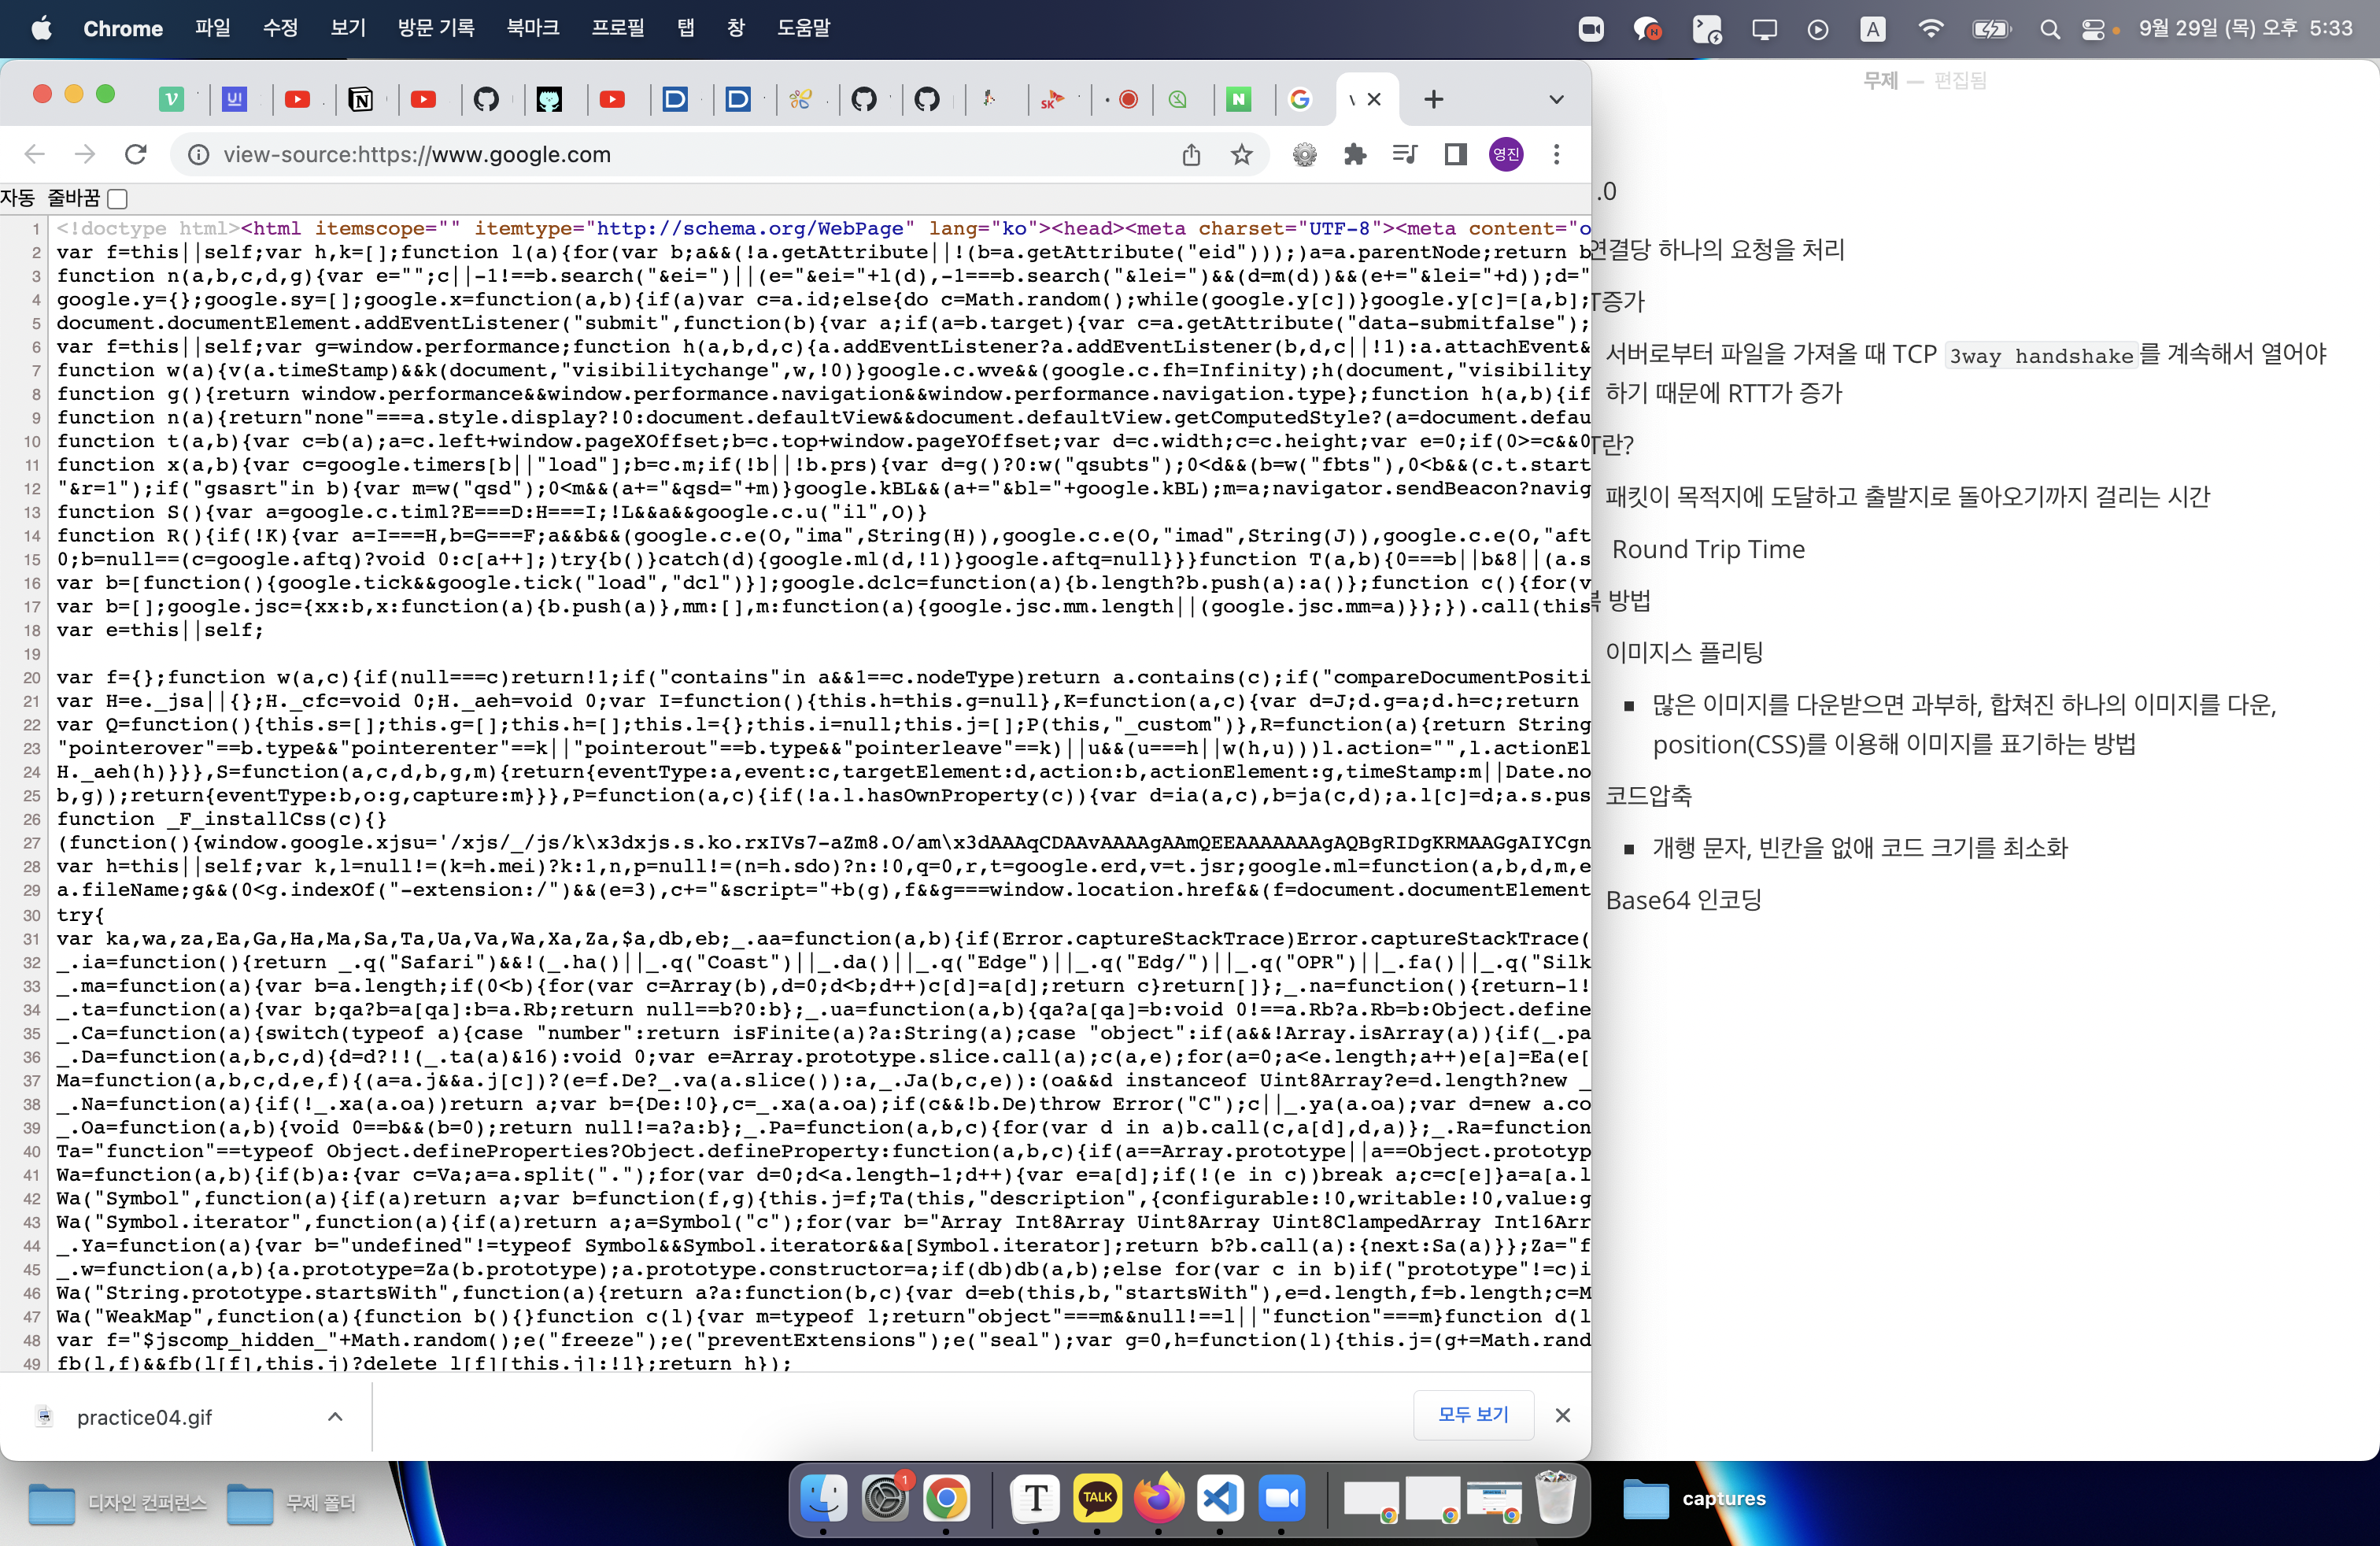 Chrome 파일 수정 보기 방문 기록 북마크 프로필 탭 창 도움말
9월 29일 (목) 오후 5:33
view-source:https://www.google.com
영진
자동 줄바꿈
1 <!doctype html><html itemscope="" itemtype="http://schema.org/WebPage" lang="ko"><head><meta charset="UTF-8"><meta content="o
2 var f=this||self;var h,k=[];function l(a){for(var b;a&&(!a.getAttribute||!(b=a.getAttribute("eid")));)a=a.parentNode;return b
3 function n(a,b,c,d,g){var e="";c||-1!==b.search("&ei=")||(e="&ei="+l(d),-1===b.search("&lei=")&&(d=m(d))&&(e+="&lei="+d));d="
4 google.y={};google.sy=[];google.x=function(a,b){if(a)var c=a.id;else{do c=Math.random();while(google.y[c])}google.y[c]=[a,b];
5 document.documentElement.addEventListener("submit",function(b){var a;if(a=b.target){var c=a.getAttribute("data-submitfalse");
6 var f=this||self;var g=window.performance;function h(a,b,d,c){a.addEventListener?a.addEventListener(b,d,c||!1):a.attachEvent&
7 function w(a){v(a.timeStamp)&&k(document,"visibilitychange",w,!0)}google.c.wve&&(google.c.fh=Infinity);h(document,"visibility
8 function g(){return window.performance&&window.performance.navigation&&window.performance.navigation.type};function h(a,b){if
9 function n(a){return"none"===a.style.display?!0:document.defaultView&&document.defaultView.getComputedStyle?(a=document.defau
10 function t(a,b){var c=b(a);a=c.left+window.pageXOffset;b=c.top+window.pageYOffset;var d=c.width;c=c.height;var e=0;if(0>=c&&0
11 function x(a,b){var c=google.timers[b||"load"];b=c.m;if(!b||!b.prs){var d=g()?0:w("qsubts");0<d&&(b=w("fbts"),0<b&&(c.t.start
12 "&r=1");if("gsasrt"in b){var m=w("qsd");0<m&&(a+="&qsd="+m)}google.kBL&&(a+="&bl="+google.kBL);m=a;navigator.sendBeacon?navig
13 function S(){var a=google.c.timl?E===D:H===I;!L&&a&&google.c.u("il",O)}
14 function R(){if(!K){var a=I===H,b=G===F;a&&b&&(google.c.e(O,"ima",String(H)),google.c.e(O,"imad",String(J)),google.c.e(O,"aft
15 0;b=null==(c=google.aftq)?void 0:c[a++];)try{b()}catch(d){google.ml(d,!1)}google.aftq=null}}}function T(a,b){0===b||b&8||(a.s
16 var b=[function(){google.tick&&google.tick("load","dcl")}];google.dclc=function(a){b.length?b.push(a):a()};function c(){for(v
17 var b=[];google.jsc={xx:b,x:function(a){b.push(a)},mm:[],m:function(a){google.jsc.mm.length||(google.jsc.mm=a)}};}).call(this
18 var e=this||self;
19
20 var f={};function w(a,c){if(null===c)return!1;if("contains"in a&&1==c.nodeType)return a.contains(c);if("compareDocumentPositi
21 var H=e._jsa||{};H._cfc=void 0;H._aeh=void 0;var I=function(){this.h=this.g=null},K=function(a,c){var d=J;d.g=a;d.h=c;return
22 var Q=function(){this.s=[];this.g=[];this.h=[];this.l={};this.i=null;this.j=[];P(this,"_custom")},R=function(a){return String
23 "pointerover"==b.type&&"pointerenter"==k||"pointerout"==b.type&&"pointerleave"==k)||u&&(u===h||w(h,u)))l.action="",l.actionEl
24 H._aeh(h)}}},S=function(a,c,d,b,g,m){return{eventType:a,event:c,targetElement:d,action:b,actionElement:g,timeStamp:m||Date.no
25 b,g));return{eventType:b,o:g,capture:m}}},P=function(a,c){if(!a.l.hasOwnProperty(c)){var d=ia(a,c),b=ja(c,d);a.l[c]=d;a.s.pus
26 function _F_installCss(c){}
27 (function(){window.google.xjsu='/xjs/_/js/k\x3dxjs.s.ko.rxIVs7-aZm8.O/am\x3dAAAqCDAAvAAAAgAAmQEEAAAAAAAgAQBgRIDgKRMAAGgAIYCgn
28 var h=this||self;var k,l=null!=(k=h.mei)?k:1,n,p=null!=(n=h.sdo)?n:!0,q=0,r,t=google.erd,v=t.jsr;google.ml=function(a,b,d,m,e
29 a.fileName;g&&(0<g.indexOf("-extension:/")&&(e=3),c+="&script="+b(g),f&&g===window.location.href&&(f=document.documentElement
30 try{
31 var ka,wa,za,Ea,Ga,Ha,Ma,Sa,Ta,Ua,Va,Wa,Xa,Za,$a,db,eb;_.aa=function(a,b){if(Error.captureStackTrace)Error.captureStackTrace(
32 _.ia=function(){return _.q("Safari")&&!(_.ha()||_.q("Coast")||_.da()||_.q("Edge")||_.q("Edg/")||_.q("OPR")||_.fa()||_.q("Silk
33 _.ma=function(a){var b=a.length;if(0<b){for(var c=Array(b),d=0;d<b;d++)c[d]=a[d];return c}return[]};_.na=function(){return-1!
34 _.ta=function(a){var b;qa?b=a[qa]:b=a.Rb;return null==b?0:b};_.ua=function(a,b){qa?a[qa]=b:void 0!==a.Rb?a.Rb=b:Object.define
35 _.Ca=function(a){switch(typeof a){case "number":return isFinite(a)?a:String(a);case "object":if(a&&!Array.isArray(a)){if(_.pa
36 _.Da=function(a,b,c,d){d=d?!!(_.ta(a)&16):void 0;var e=Array.prototype.slice.call(a);c(a,e);for(a=0;a<e.length;a++)e[a]=Ea(e[
37 Ma=function(a,b,c,d,e,f){(a=a.j&&a.j[c])?(e=f.De?_.va(a.slice()):a,_.Ja(b,c,e)):(oa&&d instanceof Uint8Array?e=d.length?new _
38 _.Na=function(a){if(!_.xa(a.oa))return a;var b={De:!0},c=_.xa(a.oa);if(c&&!b.De)throw Error("C");c||_.ya(a.oa);var d=new a.co
39 _.Oa=function(a,b){void 0==b&&(b=0);return null!=a?a:b};_.Pa=function(a,b,c){for(var d in a)b.call(c,a[d],d,a)};_.Ra=function
40 Ta="function"==typeof Object.defineProperties?Object.defineProperty:function(a,b,c){if(a==Array.prototype||a==Object.prototyp
41 Wa=function(a,b){if(b)a:{var c=Va;a=a.split(".");for(var d=0;d<a.length-1;d++){var e=a[d];if(!(e in c))break a;c=c[e]}a=a[a.l
42 Wa("Symbol",function(a){if(a)return a;var b=function(f,g){this.j=f;Ta(this,"description",{configurable:!0,writable:!0,value:g
43 Wa("Symbol.iterator",function(a){if(a)return a;a=Symbol("c");for(var b="Array Int8Array Uint8Array Uint8ClampedArray Int16Arr
44 _.Ya=function(a){var b="undefined"!=typeof Symbol&&Symbol.iterator&&a[Symbol.iterator];return b?b.call(a):{next:Sa(a)}};Za="f
45 _.w=function(a,b){a.prototype=Za(b.prototype);a.prototype.constructor=a;if(db)db(a,b);else for(var c in b)if("prototype"!=c)i
46 Wa("String.prototype.startsWith",function(a){return a?a:function(b,c){var d=eb(this,b,"startsWith"),e=d.length,f=b.length;c=M
47 Wa("WeakMap",function(a){function b(){}function c(l){var m=typeof l;return"object"===m&&null!==l||"function"===m}function d(l
48 var f="$jscomp_hidden_"+Math.random();e("freeze");e("preventExtensions");e("seal");var g=0,h=function(l){this.j=(g+=Math.rand
49 fb(l,f)&&fb(l[f],this.j)?delete l[f][this.j]:!1};return h});
practice04.gif
모두 보기
무제 — 편집됨
.0
연결당 하나의 요청을 처리
T증가
서버로부터 파일을 가져올 때 TCP 3way handshake를 계속해서 열어야
하기 때문에 RTT가 증가
T란?
패킷이 목적지에 도달하고 출발지로 돌아오기까지 걸리는 시간
Round Trip Time
복 방법
이미지스 플리팅
▪ 많은 이미지를 다운받으면 과부하, 합쳐진 하나의 이미지를 다운,
position(CSS)를 이용해 이미지를 표기하는 방법
코드압축
▪ 개행 문자, 빈칸을 없애 코드 크기를 최소화
Base64 인코딩
디자인 컨퍼런스
무제 폴더
1
TALK
captures